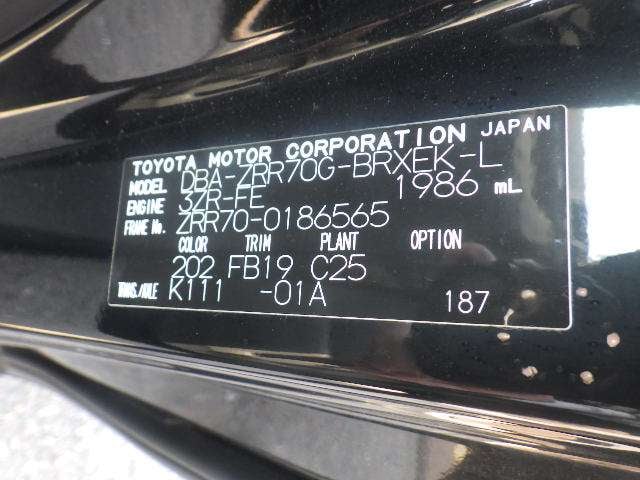 TOYOTA MOTOR CORPORATION JAPAN
MODEL DBA-ZRR70G-BRXEK-L
ENGINE 3ZR-FE 1986 mL
FRAME No. ZRR70-0186565
COLOR TRIM PLANT OPTION
202 FB19 C25
TRANS./AXLE K111 -01A 187